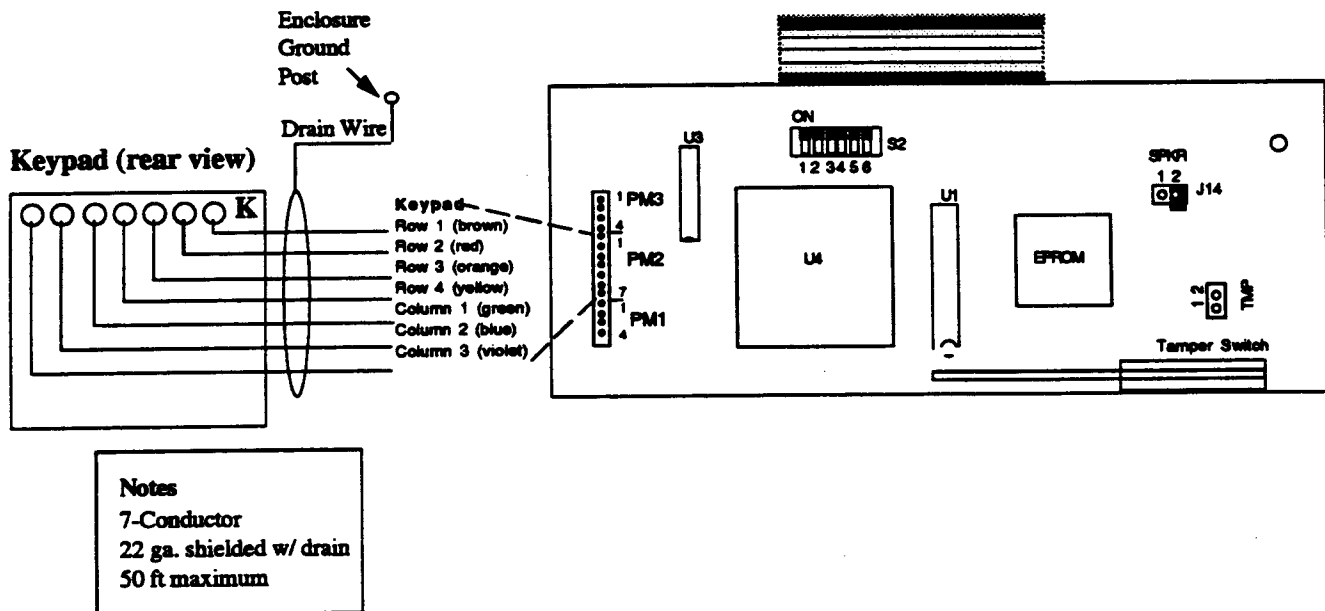 Enclosure
Ground
Post
Drain Wire
Keypad (rear view)
K
Keypad
Row 1 (brown)
Row 2 (red)
Row 3 (orange)
Row 4 (yellow)
Column 1 (green)
Column 2 (blue)
Column 3 (violet)
1 PM3
4
1
PM2
7
1
PM1
4
U3
ON
S2
1 2 3 4 5 6
U4
U1
EPROM
SPKR
1 2
J14
1 2
TMP
Tamper Switch
Notes
7-Conductor
22 ga. shielded w/ drain
50 ft maximum